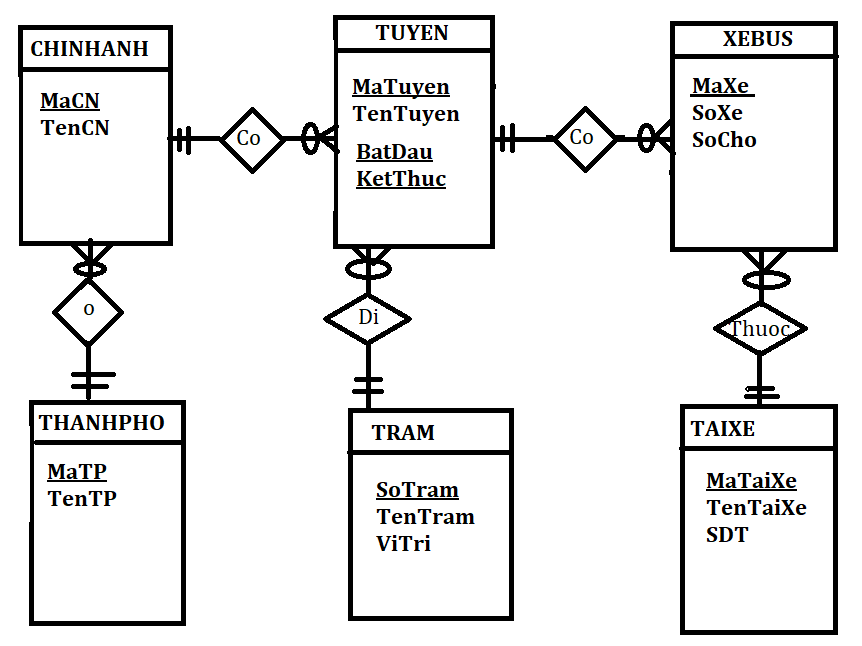 CHINHANH
MaCN
TenCN
Co
TUYEN
MaTuyen
TenTuyen
BatDau
KetThuc
Co
XEBUS
MaXe
SoXe
SoCho
o
Di
Thuoc
THANHPHO
MaTP
TenTP
TRAM
SoTram
TenTram
ViTri
TAIXE
MaTaiXe
TenTaiXe
SDT